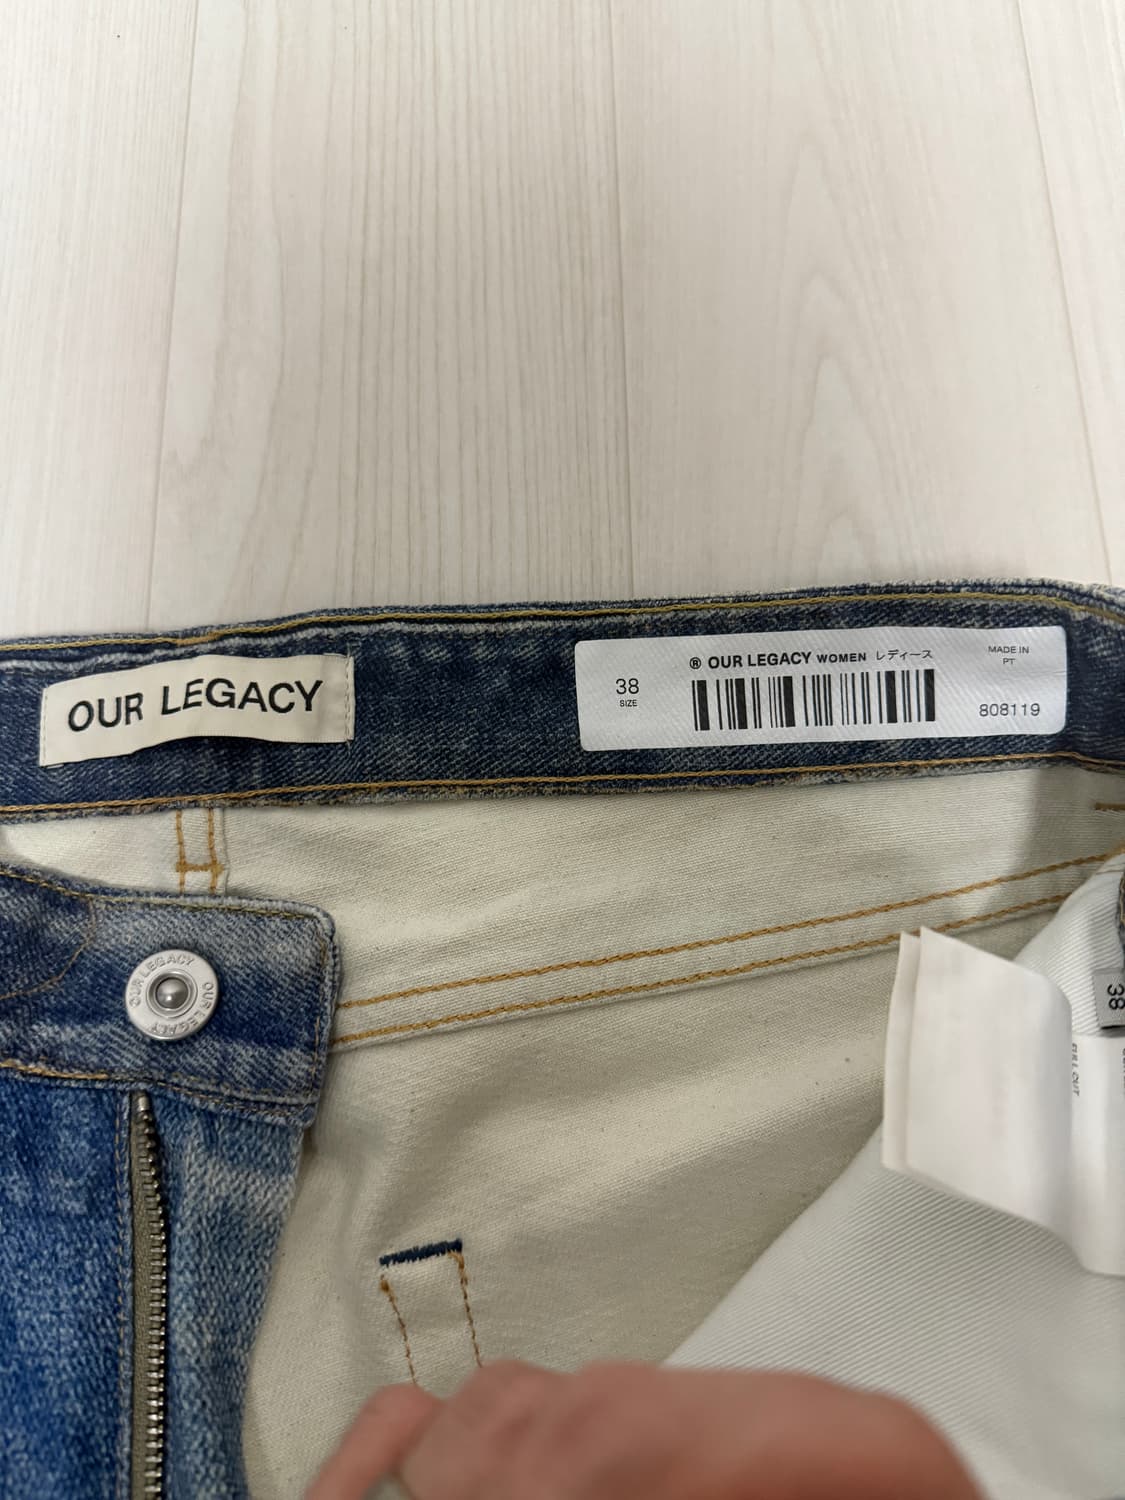 OUR LEGACY
® OUR LEGACY WOMEN レディース
38
SIZE
MADE IN
PT
808119
OUR LEGACY OUR LEGACY
38